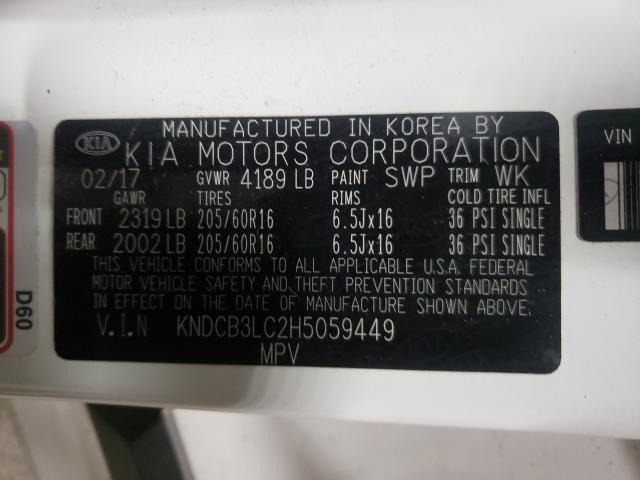 MANUFACTURED IN KOREA BY
KIA KIA MOTORS CORPORATION
02/17 GVWR 4189 LB PAINT SWP TRIM WK
GAWR TIRES RIMS COLD TIRE INFL
FRONT 2319 LB 205/60R16 6.5Jx16 36 PSI SINGLE
REAR 2002 LB 205/60R16 6.5Jx16 36 PSI SINGLE
THIS VEHICLE CONFORMS TO ALL APPLICABLE U.S.A. FEDERAL
MOTOR VEHICLE SAFETY AND THEFT PREVENTION STANDARDS
IN EFFECT ON THE DATE OF MANUFACTURE SHOWN ABOVE.
V.I.N KNDCB3LC2H5059449
MPV
D60
VIN